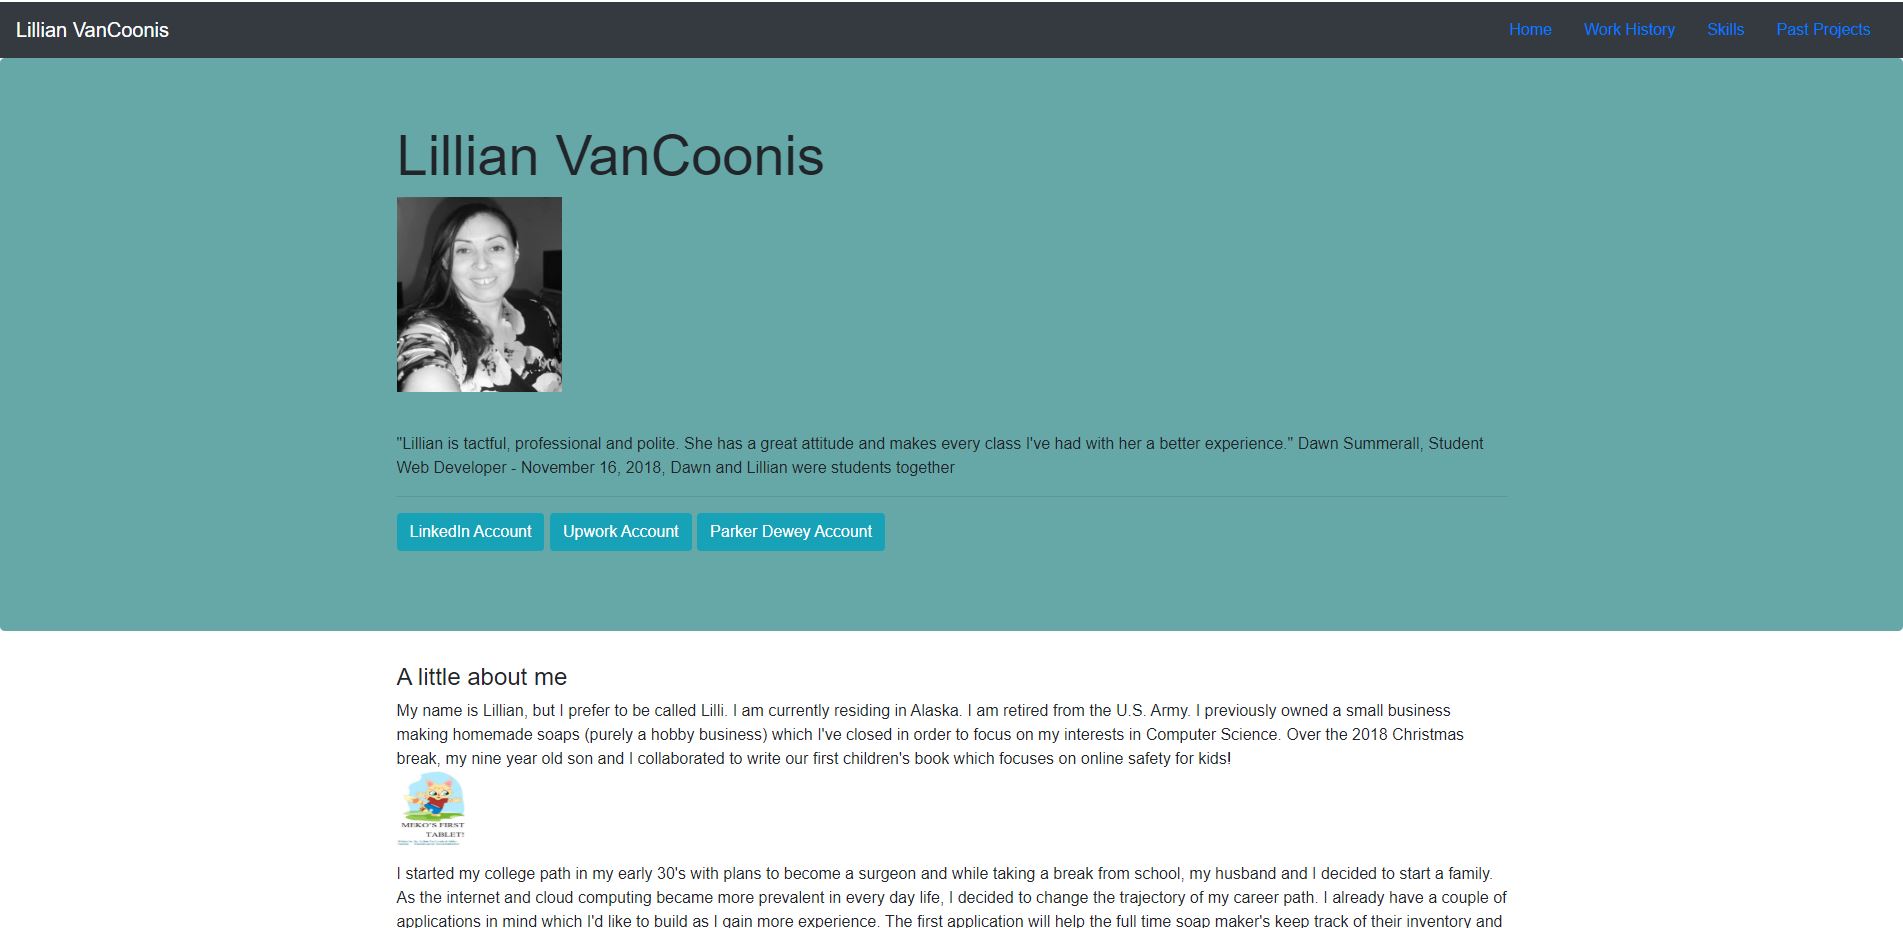 Lillian VanCoonis
Home Work History Skills Past Projects
Lillian VanCoonis
"Lillian is tactful, professional and polite. She has a great attitude and makes every class I've had with her a better experience." Dawn Summerall, Student
Web Developer - November 16, 2018, Dawn and Lillian were students together
LinkedIn Account Upwork Account Parker Dewey Account
A little about me
My name is Lillian, but I prefer to be called Lilli. I am currently residing in Alaska. I am retired from the U.S. Army. I previously owned a small business
making homemade soaps (purely a hobby business) which I've closed in order to focus on my interests in Computer Science. Over the 2018 Christmas
break, my nine year old son and I collaborated to write our first children's book which focuses on online safety for kids!
MEKO'S FIRST
TABLET!
I started my college path in my early 30's with plans to become a surgeon and while taking a break from school, my husband and I decided to start a family.
As the internet and cloud computing became more prevalent in every day life, I decided to change the trajectory of my career path. I already have a couple of
applications in mind which I'd like to build as I gain more experience. The first application will help the full time soap maker's keep track of their inventory and